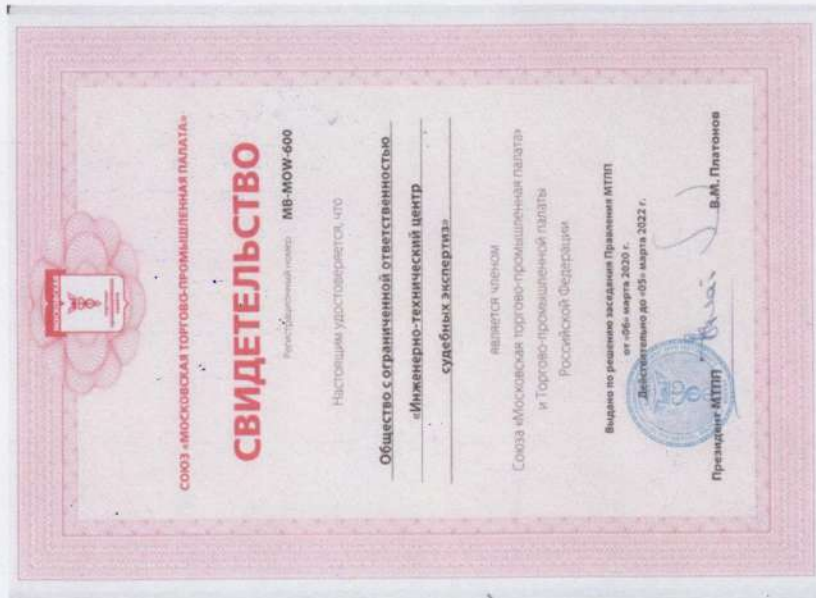 МОСКОВСКАЯ
СОЮЗ «МОСКОВСКАЯ ТОРГОВО-ПРОМЫШЛЕННАЯ ПАЛАТА»
СВИДЕТЕЛЬСТВО
Регистрационный номер МВ-MOW-600
Настоящим удостоверяется, что
Общество с ограниченной ответственностью
«Инженерно-технический центр
судебных экспертиз»
является членом
Союза «Московская торгово-промышленная палата»
и Торгово-промышленной палаты
Российской Федерации
Выдано по решению заседания Правления МТПП
от «06» марта 2020 г.
Действительно до «05» марта 2022 г.
Президент МТПП В.М. Платонов